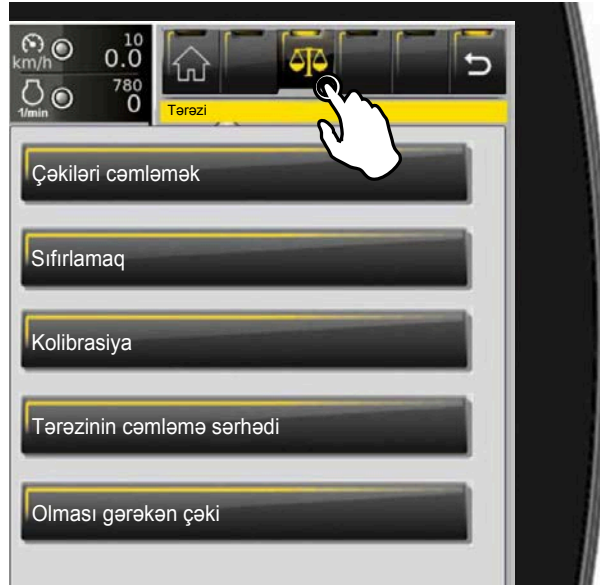 km/h 10
0.0
1/min 780
0
Tərəzi
Çəkiləri cəmləmək
Sıfırlamaq
Kolibrasiya
Tərəzinin cəmləmə sərhədi
Olması gərəkən çəki